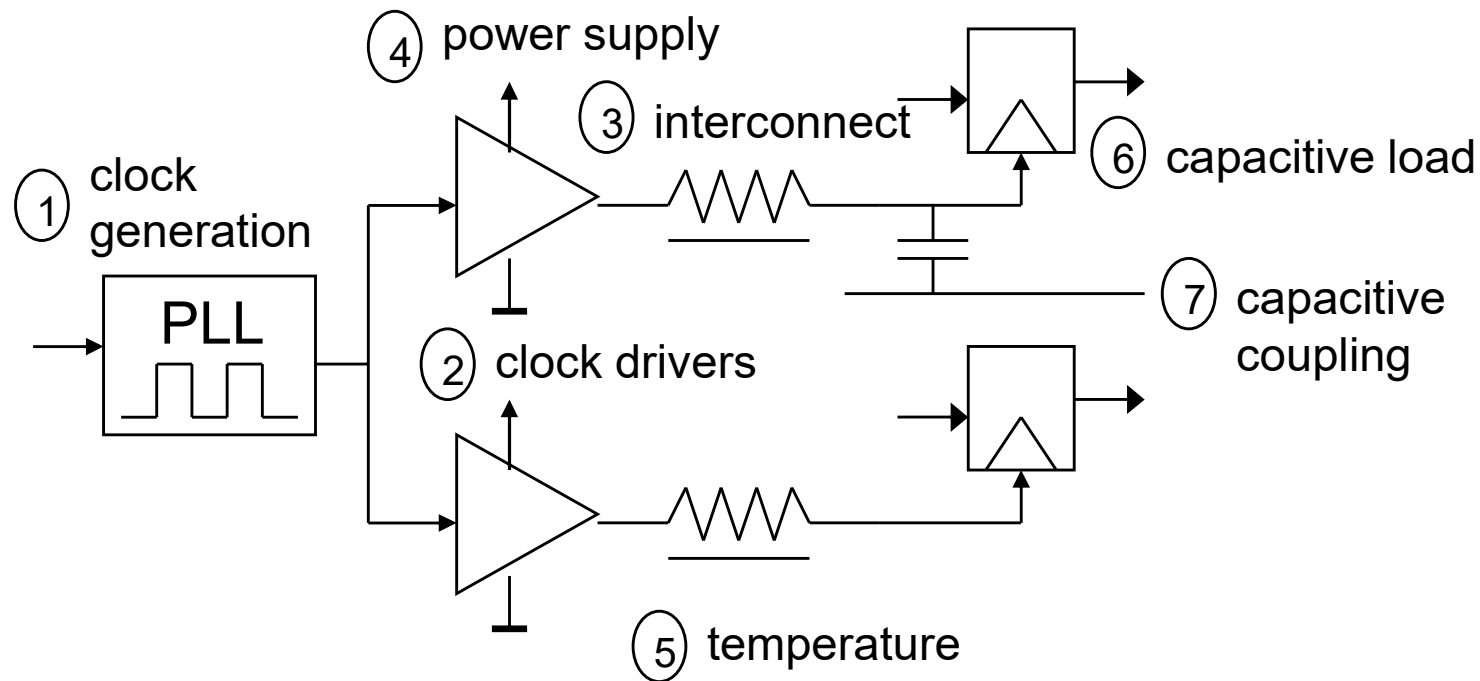 4 power supply
3 interconnect
6 capacitive load
1 clock
generation
PLL
7 capacitive
coupling
2 clock drivers
5 temperature